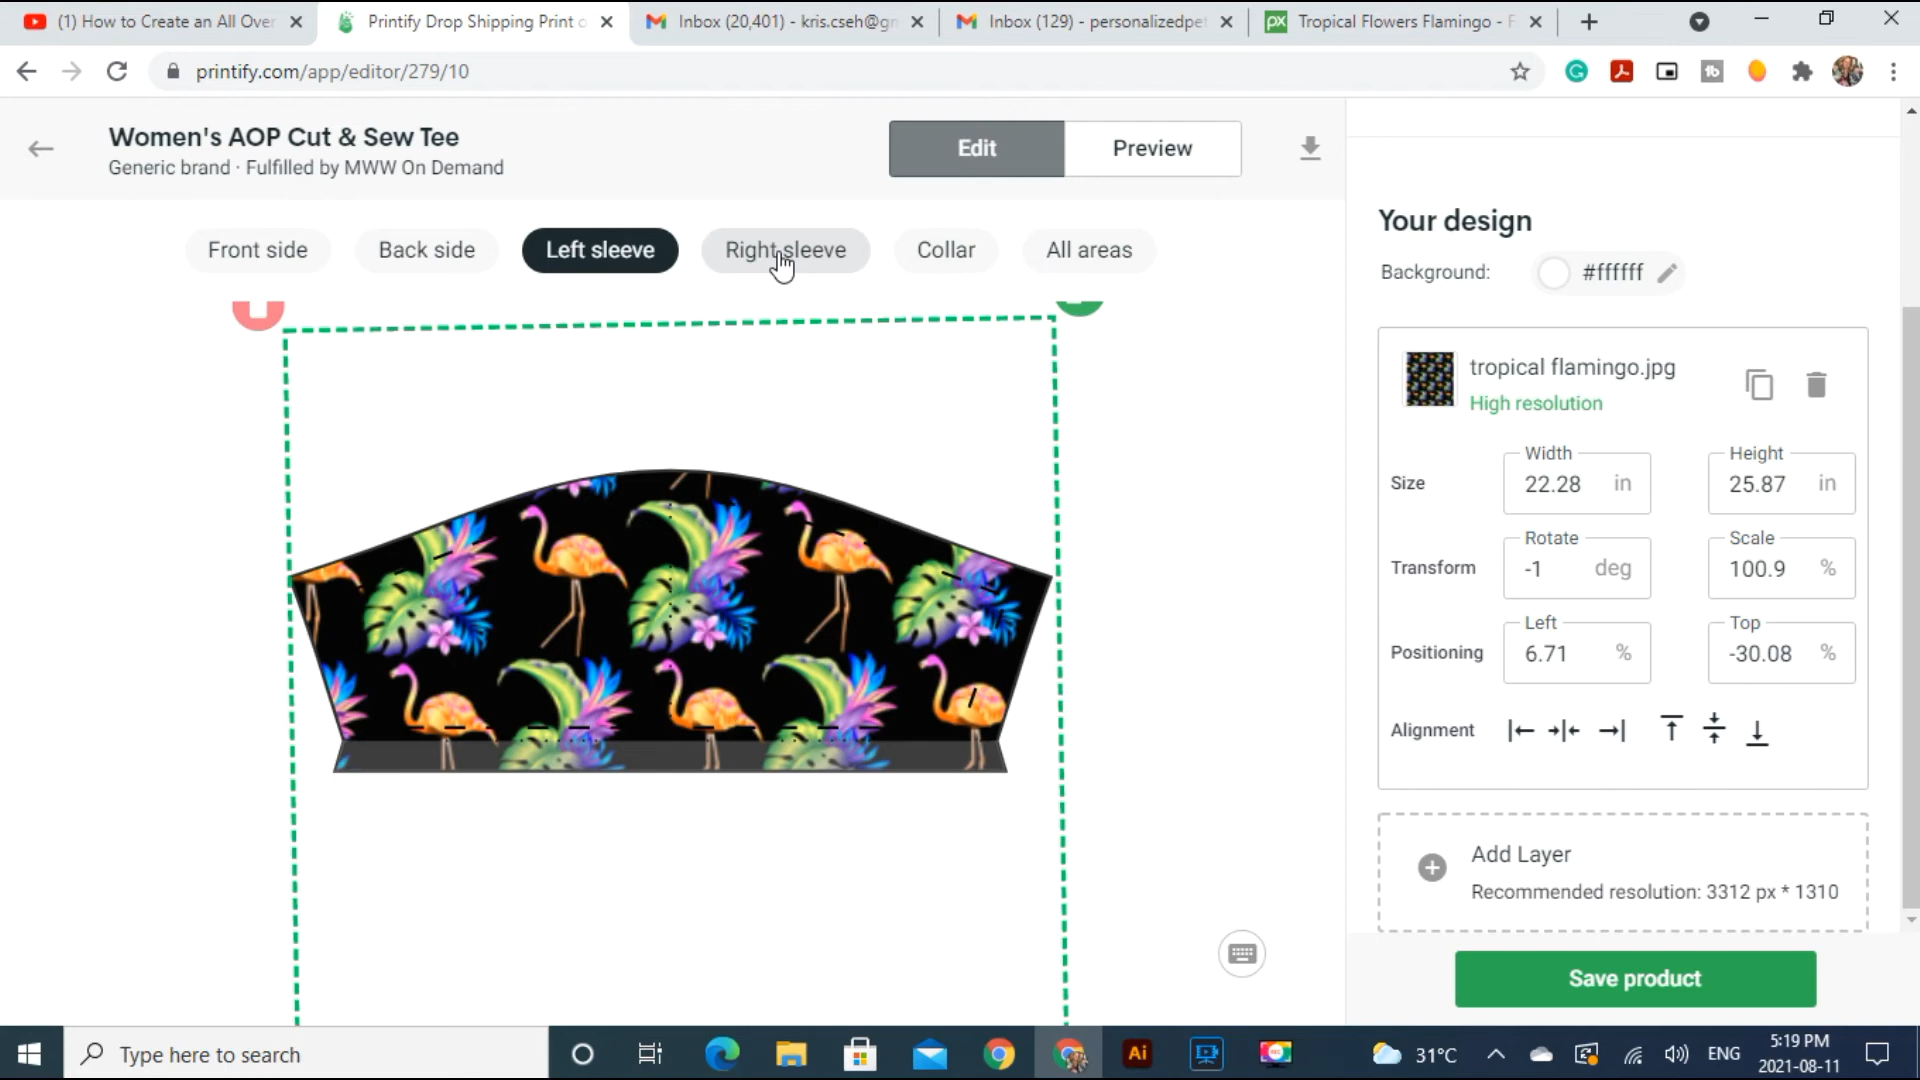 (1) How to Create an All Over
Printify Drop Shipping Print o
Inbox (20,401) - kris.cseh@g
Inbox (129) - personalizedpet
px
Tropical Flowers Flamingo - F
printify.com/app/editor/279/10
Women's AOP Cut & Sew Tee
Generic brand · Fulfilled by MWW On Demand
Edit
Preview
Front side
Back side
Left sleeve
Right sleeve
Collar
All areas
Your design
Background:
#ffffff
tropical flamingo.jpg
High resolution
Size
Width
22.28 in
Height
25.87 in
Transform
Rotate
-1 deg
Scale
100.9 %
Positioning
Left
6.71 %
Top
-30.08 %
Alignment
Add Layer
Recommended resolution: 3312 px * 1310
Save product
Type here to search
Ai
31°C
ENG
5:19 PM
2021-08-11